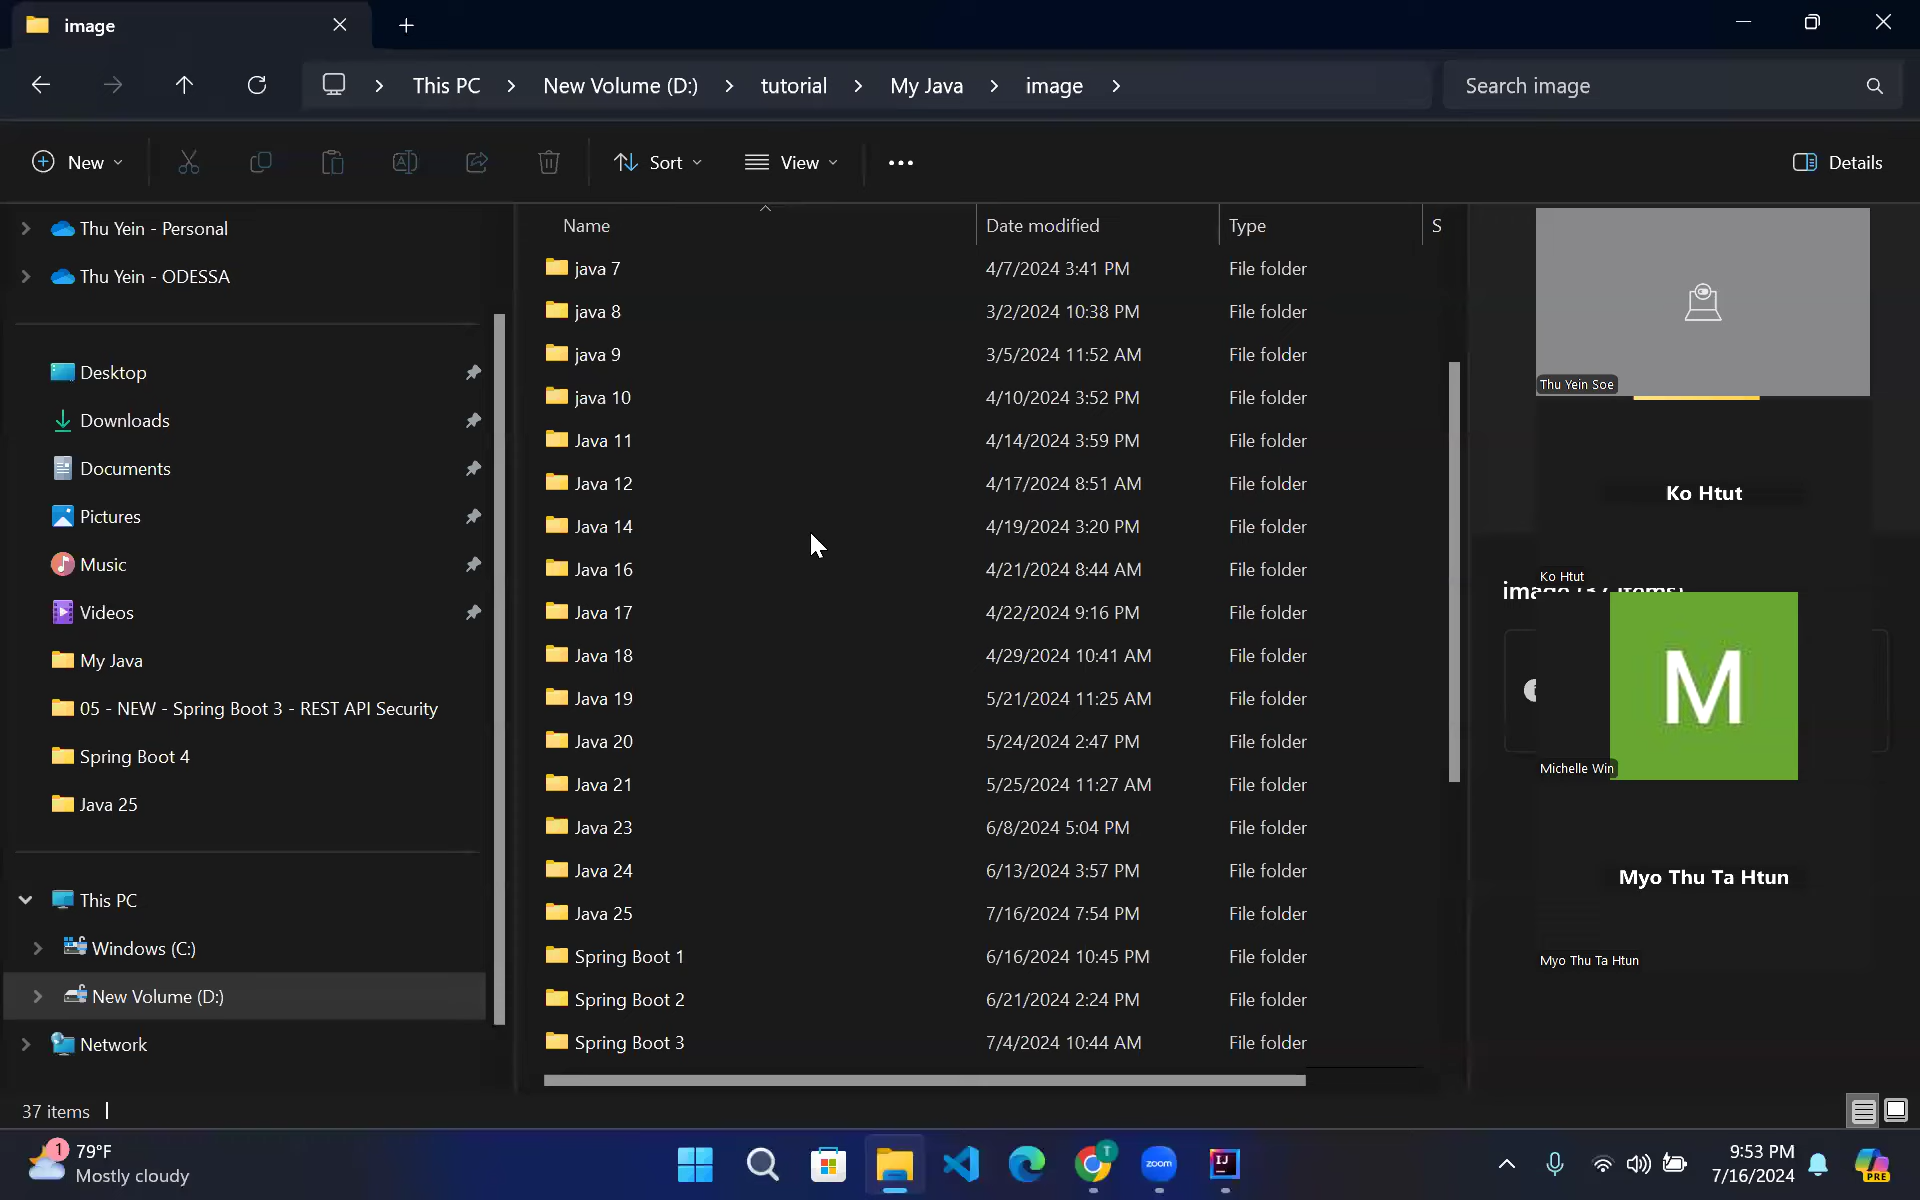 image
This PC > New Volume (D:) > tutorial > My Java > image >
Search image
New
Sort
View
Details
Thu Yein - Personal
Thu Yein - ODESSA
Desktop
Downloads
Documents
Pictures
Music
Videos
My Java
05 - NEW - Spring Boot 3 - REST API Security
Spring Boot 4
Java 25
This PC
Windows (C:)
New Volume (D:)
Network
Name Date modified Type S
java 7 4/7/2024 3:41 PM File folder
java 8 3/2/2024 10:38 PM File folder
java 9 3/5/2024 11:52 AM File folder
java 10 4/10/2024 3:52 PM File folder
Java 11 4/14/2024 3:59 PM File folder
Java 12 4/17/2024 8:51 AM File folder
Java 14 4/19/2024 3:20 PM File folder
Java 16 4/21/2024 8:44 AM File folder
Java 17 4/22/2024 9:16 PM File folder
Java 18 4/29/2024 10:41 AM File folder
Java 19 5/21/2024 11:25 AM File folder
Java 20 5/24/2024 2:47 PM File folder
Java 21 5/25/2024 11:27 AM File folder
Java 23 6/8/2024 5:04 PM File folder
Java 24 6/13/2024 3:57 PM File folder
Java 25 7/16/2024 7:54 PM File folder
Spring Boot 1 6/16/2024 10:45 PM File folder
Spring Boot 2 6/21/2024 2:24 PM File folder
Spring Boot 3 7/4/2024 10:44 AM File folder
Thu Yein Soe
Ko Htut
Ko Htut
M
Michelle Win
Myo Thu Ta Htun
Myo Thu Ta Htun
37 items
1
79°F
Mostly cloudy
T
zoom
IJ
9:53 PM
7/16/2024
PRE